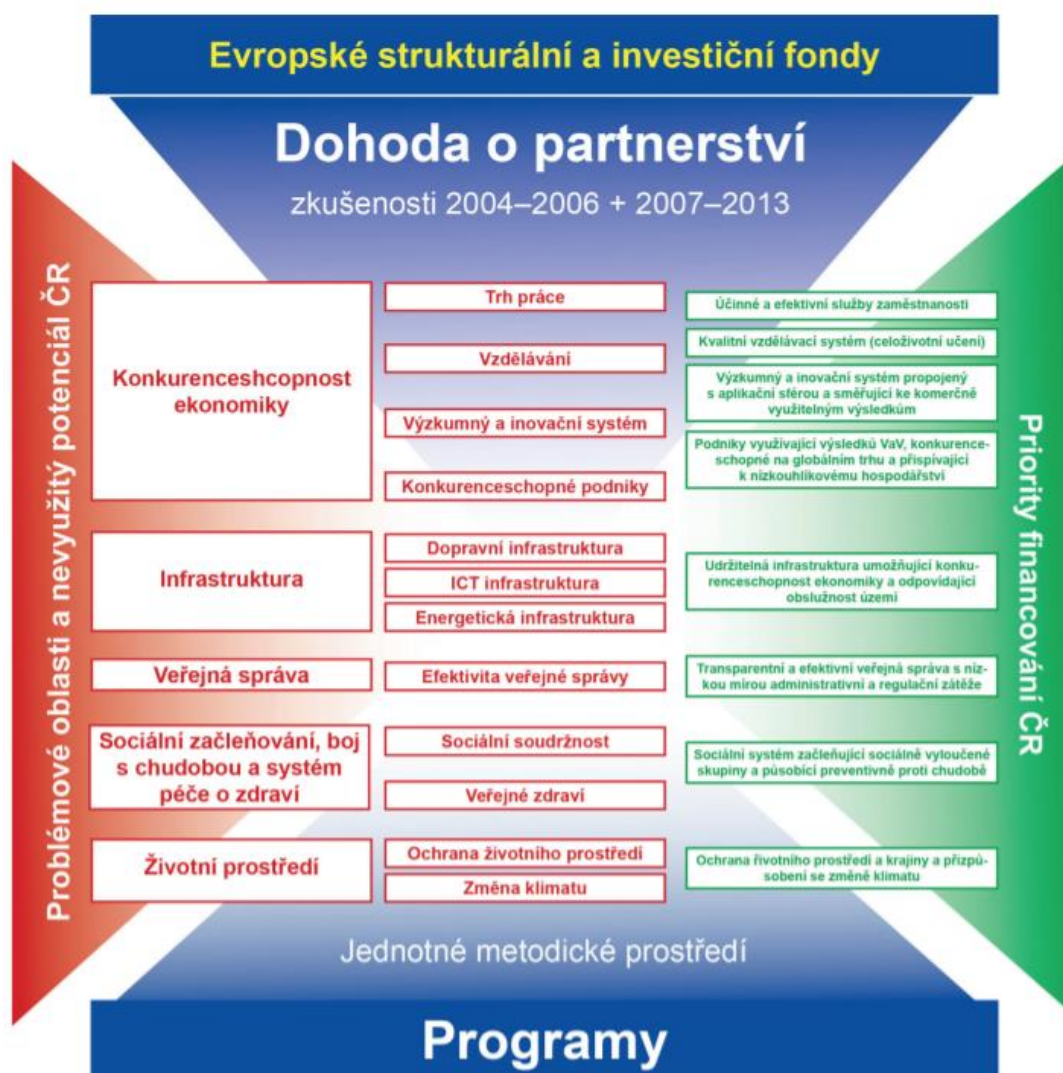 Evropské strukturální a investiční fondy
Dohoda o partnerství
zkušenosti 2004–2006 + 2007–2013
Problémové oblasti a nevyužitý potenciál ČR
Konkurenceshcopnost
ekonomiky
Trh práce
Vzdělávání
Výzkumný a inovační systém
Konkurenceschopné podniky
Účinné a efektivní služby zaměstnanosti
Kvalitní vzdělávací systém (celoživotní učení)
Výzkumný a inovační systém propojený
s aplikační sférou a směřující ke komerčně
využitelným výsledkům
Podniky využívající výsledků VaV, konkurence-
schopné na globálním trhu a přispívající
k nízkouhlíkovému hospodářství
Infrastruktura
Dopravní infrastruktura
ICT infrastruktura
Energetická infrastruktura
Udržitelná infrastruktura umožňující konku-
renceschopnost ekonomiky a odpovídající
obslužnost území
Veřejná správa
Efektivita veřejné správy
Transparentní a efektivní veřejná správa s níz-
kou mírou administrativní a regulační zátěže
Sociální začleňování, boj
s chudobou a systém
péče o zdraví
Sociální soudržnost
Veřejné zdraví
Sociální systém začleňující sociálně vyloučené
skupiny a působící preventivně proti chudobě
Životní prostředí
Ochrana životního prostředí
Změna klimatu
Ochrana řivotního prostředí a krajiny a přizpů-
sobení se změně klimatu
Priority financování ČR
Jednotné metodické prostředí
Programy